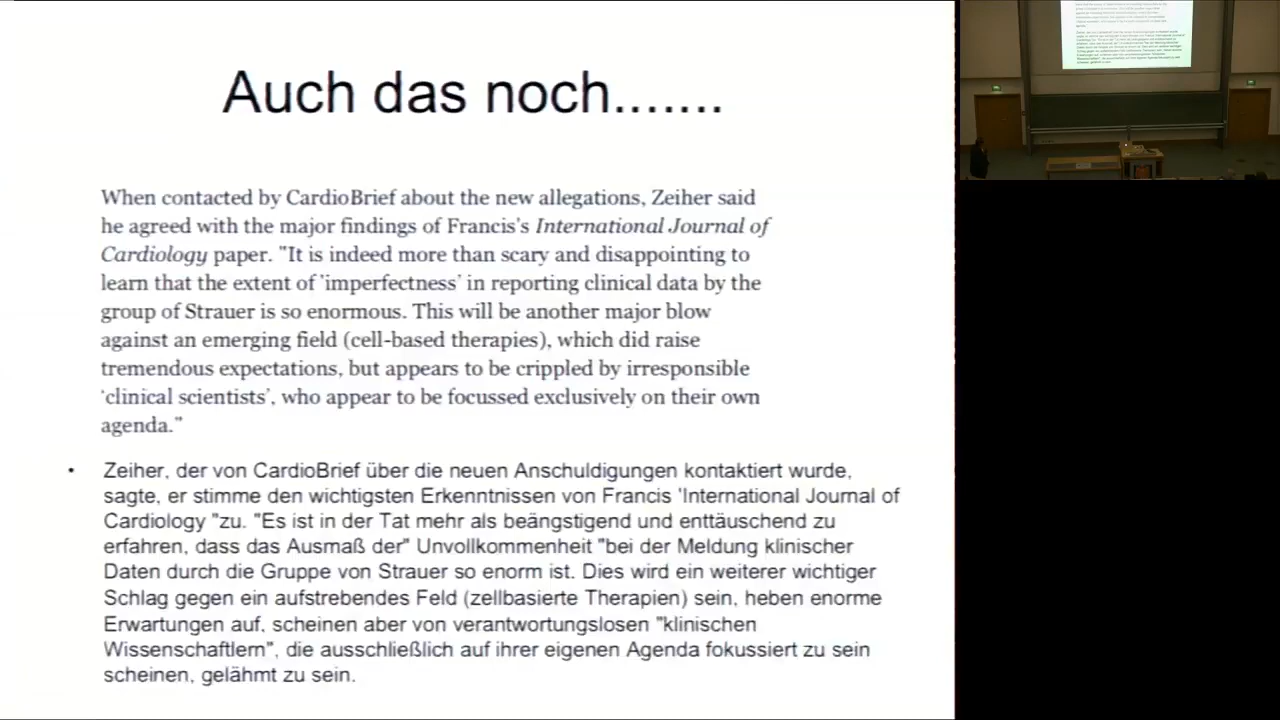 Auch das noch.......
When contacted by CardioBrief about the new allegations, Zeiher said
he agreed with the major findings of Francis's International Journal of
Cardiology paper. "It is indeed more than scary and disappointing to
learn that the extent of 'imperfectness' in reporting clinical data by the
group of Strauer is so enormous. This will be another major blow
against an emerging field (cell-based therapies), which did raise
tremendous expectations, but appears to be crippled by irresponsible
'clinical scientists', who appear to be focussed exclusively on their own
agenda."
• Zeiher, der von CardioBrief über die neuen Anschuldigungen kontaktiert wurde,
sagte, er stimme den wichtigsten Erkenntnissen von Francis 'International Journal of
Cardiology "zu. "Es ist in der Tat mehr als beängstigend und enttäuschend zu
erfahren, dass das Ausmaß der" Unvollkommenheit "bei der Meldung klinischer
Daten durch die Gruppe von Strauer so enorm ist. Dies wird ein weiterer wichtiger
Schlag gegen ein aufstrebendes Feld (zellbasierte Therapien) sein, heben enorme
Erwartungen auf, scheinen aber von verantwortungslosen "klinischen
Wissenschaftlern", die ausschließlich auf ihrer eigenen Agenda fokussiert zu sein
scheinen, gelähmt zu sein.